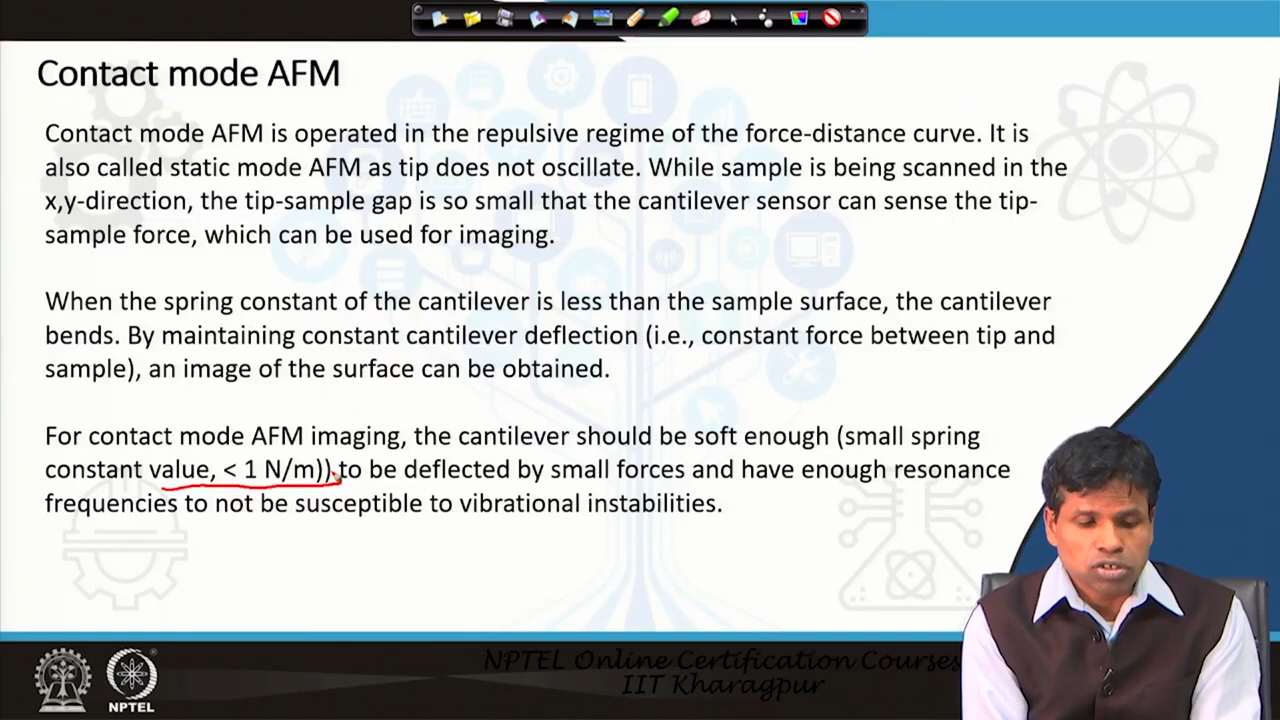 Contact mode AFM
Contact mode AFM is operated in the repulsive regime of the force-distance curve. It is
also called static mode AFM as tip does not oscillate. While sample is being scanned in the
x,y-direction, the tip-sample gap is so small that the cantilever sensor can sense the tip-
sample force, which can be used for imaging.
When the spring constant of the cantilever is less than the sample surface, the cantilever
bends. By maintaining constant cantilever deflection (i.e., constant force between tip and
sample), an image of the surface can be obtained.
For contact mode AFM imaging, the cantilever should be soft enough (small spring
constant value, < 1 N/m)) to be deflected by small forces and have enough resonance
frequencies to not be susceptible to vibrational instabilities.
NPTEL Online Certification Courses
IIT Kharagpur
NPTEL